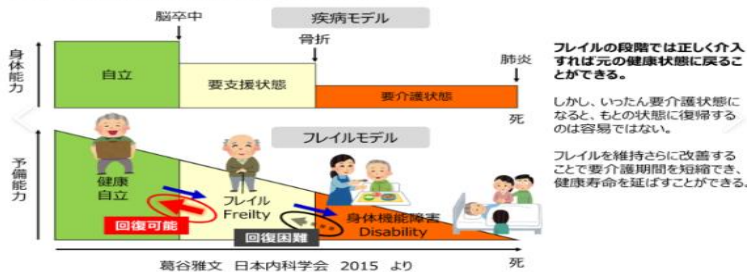 脳卒中
疾病モデル
骨折
肺炎
身体能力
自立
要支援状態
要介護状態
死
フレイルモデル
予備能力
健康
自立
フレイル
Freilty
身体機能障害
Disability
回復可能
回復困難
死
葛谷雅文 日本内科学会 2015 より
フレイルの段階では正しく介入
すれば元の健康状態に戻るこ
とができる。
しかし、いったん要介護状態に
なると、もとの状態に復帰する
のは容易ではない。
フレイルを維持さらに改善する
ことで要介護期間を短縮でき、
健康寿命を延ばすことができる。